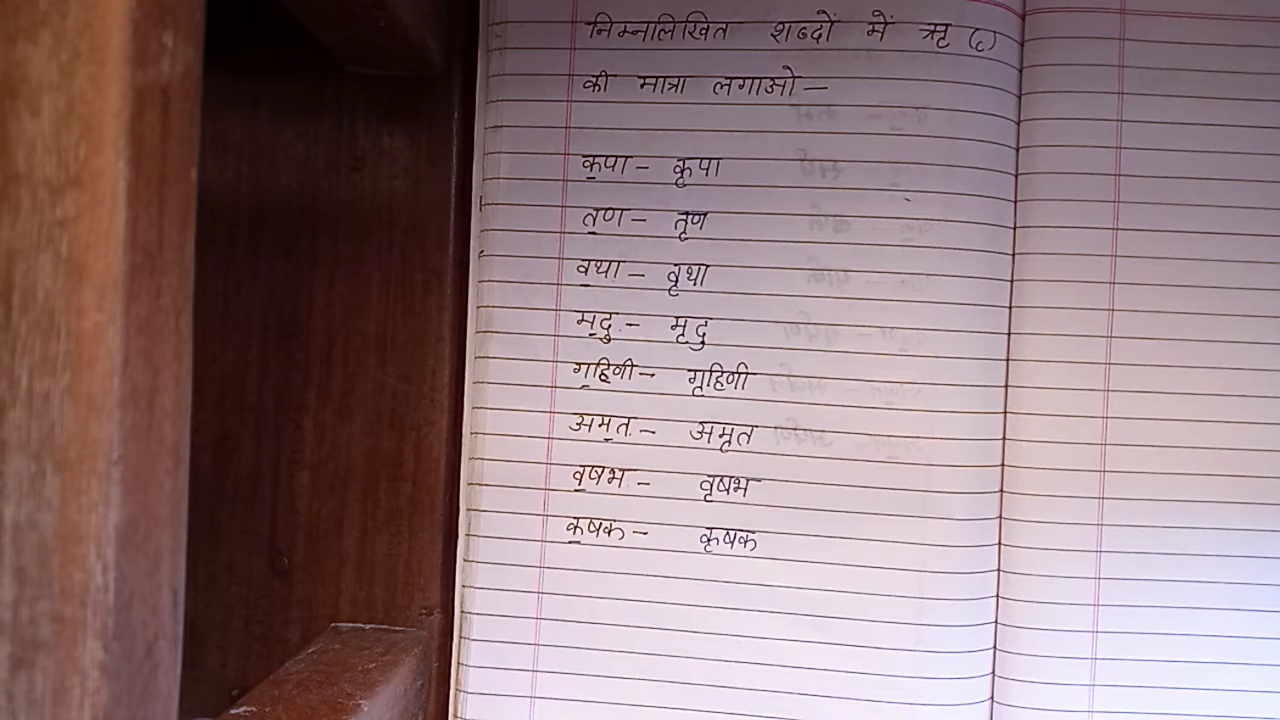 निम्नलिखित शब्दों में ऋ (ृ)
की मात्रा लगाओ —
कपा — कृपा
तण — तृण
वथा — वृथा
मदु — मृदु
गहिणी — गृहिणी
अमत — अमृत
वषभ — वृषभ
कषक — कृषक